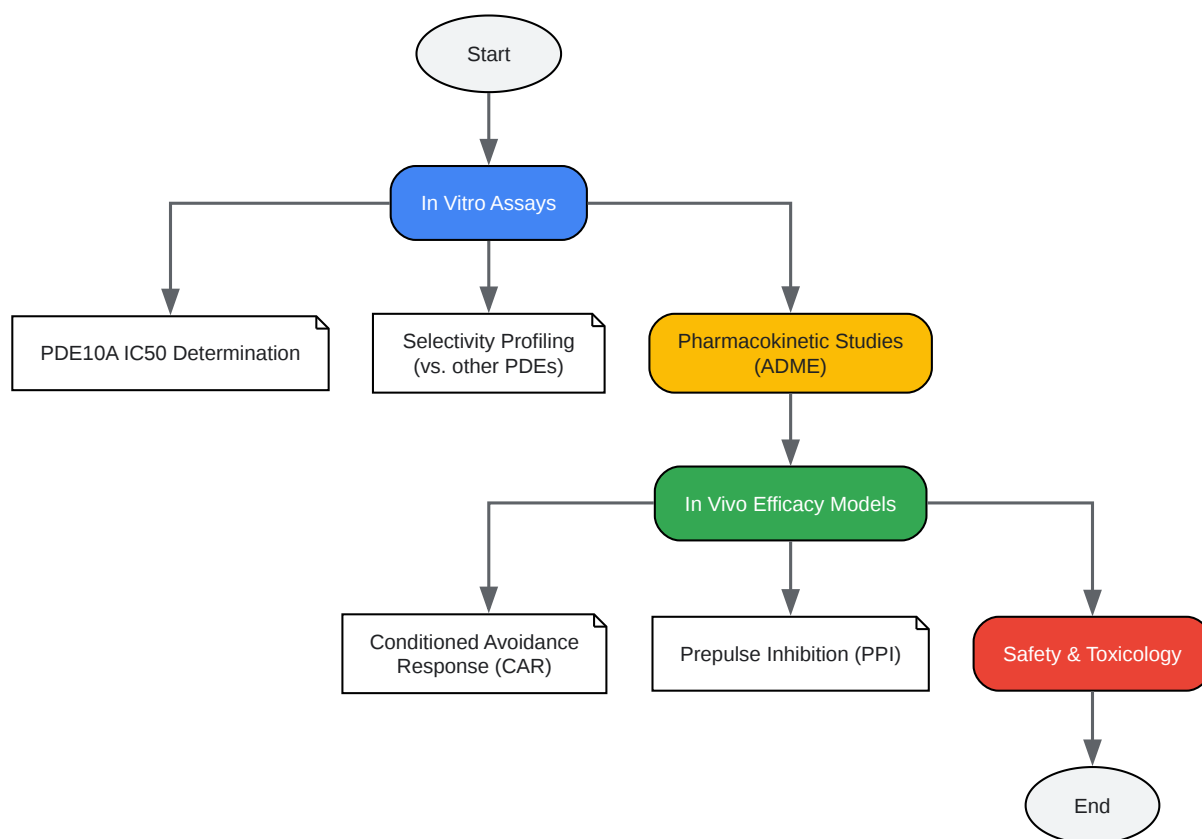 Start
In Vitro Assays
PDE10A IC50 Determination
Selectivity Profiling
(vs. other PDEs)
Pharmacokinetic Studies
(ADME)
In Vivo Efficacy Models
Conditioned Avoidance
Response (CAR)
Prepulse Inhibition (PPI)
Safety & Toxicology
End